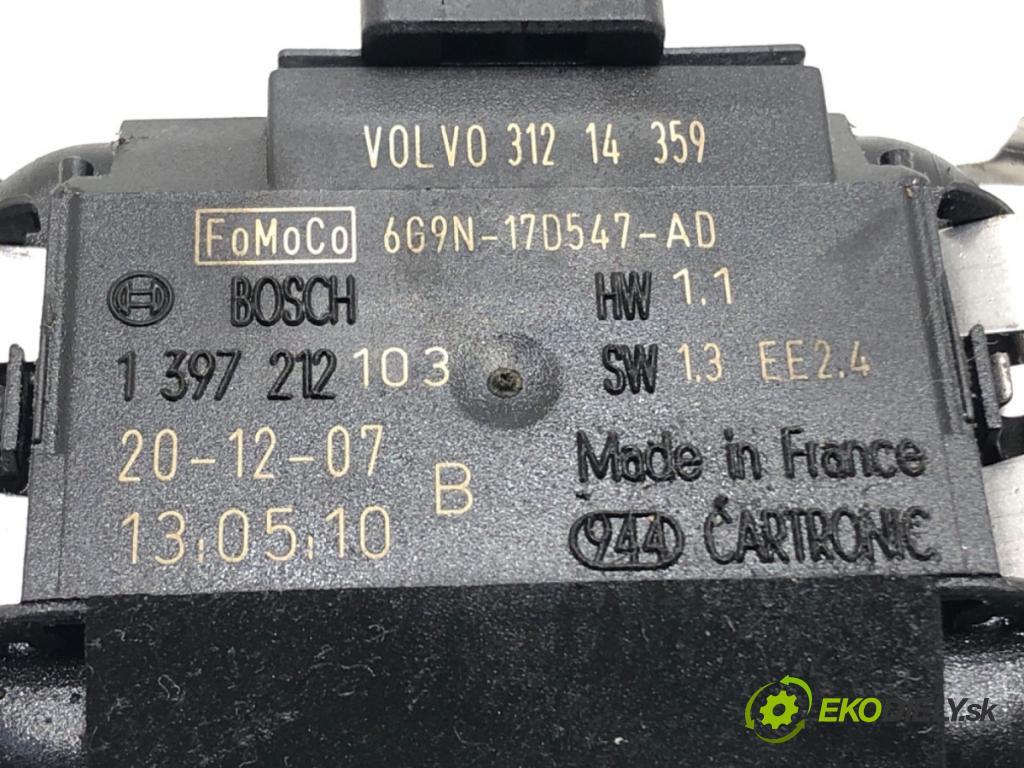 VOLVO 312 14 359
FoMoCo 6G9N-17D547-AD
BOSCH HW 1.1
1 397 212 103 SW 1.3 EE2.4
20-12-07 Made in France
13.05.10 B 944 CARTRONIC
EKODIELY.sk